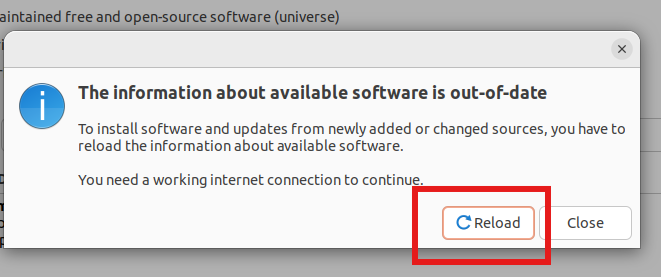 aintained free and open-source software (universe)
The information about available software is out-of-date
To install software and updates from newly added or changed sources, you have to
reload the information about available software.
You need a working internet connection to continue.
Reload
Close